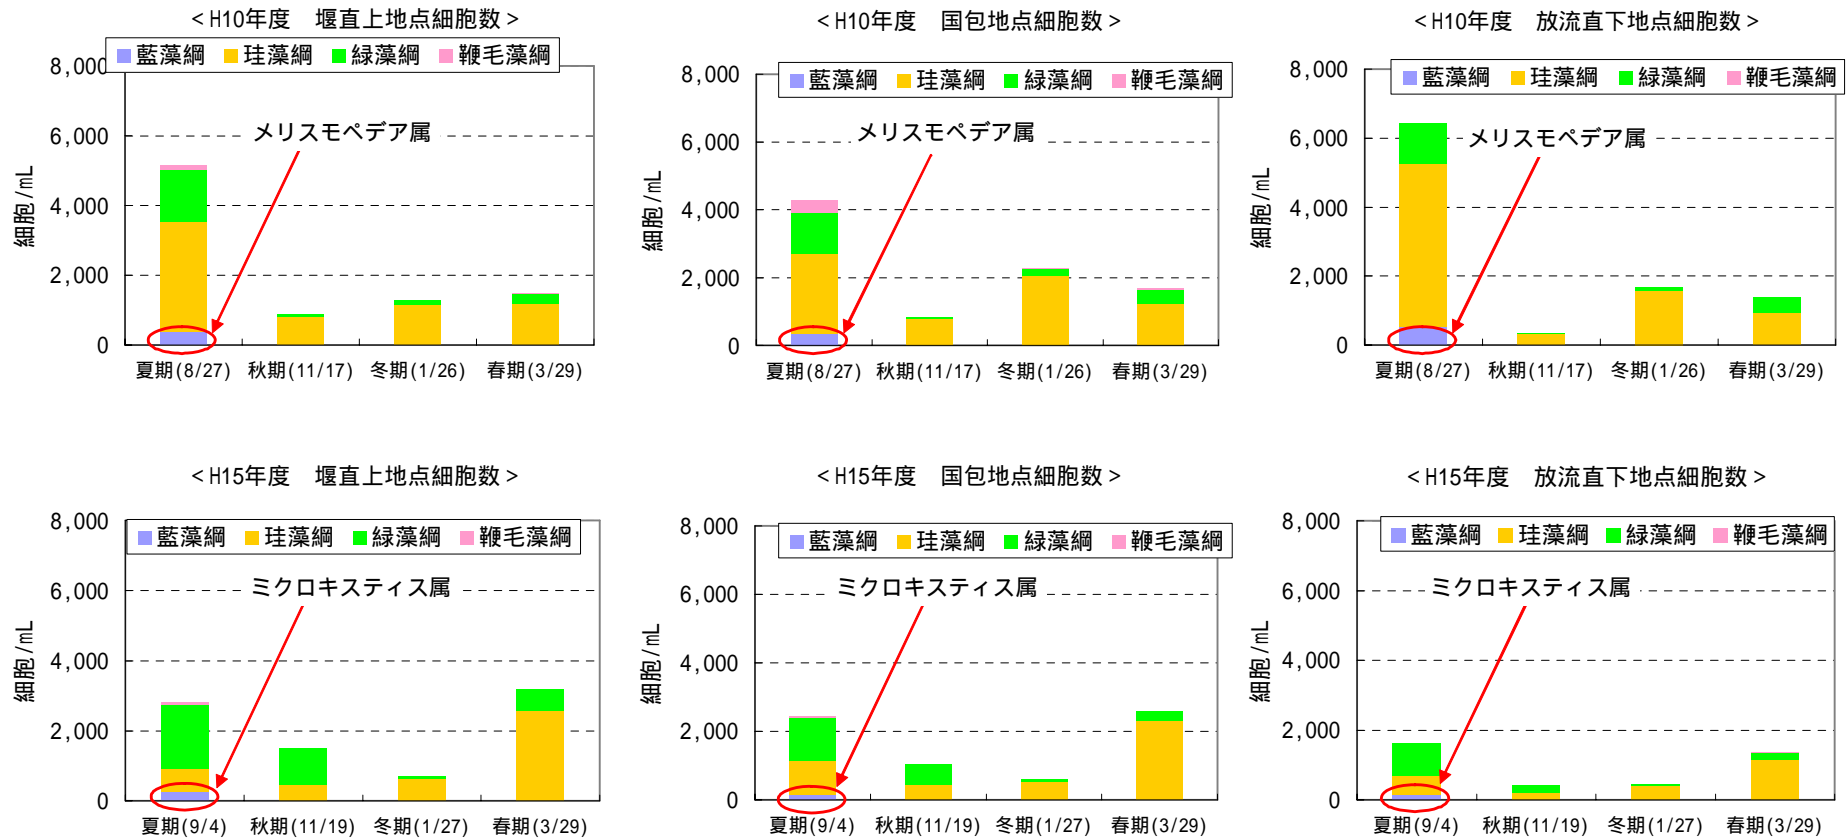 ＜H10年度　堰直上地点細胞数＞
藍藻綱 珪藻綱 緑藻綱 鞭毛藻綱
8,000
6,000
4,000
2,000
0
細胞/mL
メリスモペデア属
夏期(8/27) 秋期(11/17) 冬期(1/26) 春期(3/29)
＜H10年度　国包地点細胞数＞
藍藻綱 珪藻綱 緑藻綱 鞭毛藻綱
8,000
6,000
4,000
2,000
0
細胞/mL
メリスモペデア属
夏期(8/27) 秋期(11/17) 冬期(1/26) 春期(3/29)
＜H10年度　放流直下地点細胞数＞
藍藻綱 珪藻綱 緑藻綱 鞭毛藻綱
8,000
6,000
4,000
2,000
0
細胞/mL
メリスモペデア属
夏期(8/27) 秋期(11/17) 冬期(1/26) 春期(3/29)
＜H15年度　堰直上地点細胞数＞
藍藻綱 珪藻綱 緑藻綱 鞭毛藻綱
8,000
6,000
4,000
2,000
0
細胞/mL
ミクロキスティス属
夏期(9/4) 秋期(11/19) 冬期(1/27) 春期(3/29)
＜H15年度　国包地点細胞数＞
藍藻綱 珪藻綱 緑藻綱 鞭毛藻綱
8,000
6,000
4,000
2,000
0
細胞/mL
ミクロキスティス属
夏期(9/4) 秋期(11/19) 冬期(1/27) 春期(3/29)
＜H15年度　放流直下地点細胞数＞
藍藻綱 珪藻綱 緑藻綱 鞭毛藻綱
8,000
6,000
4,000
2,000
0
細胞/mL
ミクロキスティス属
夏期(9/4) 秋期(11/19) 冬期(1/27) 春期(3/29)